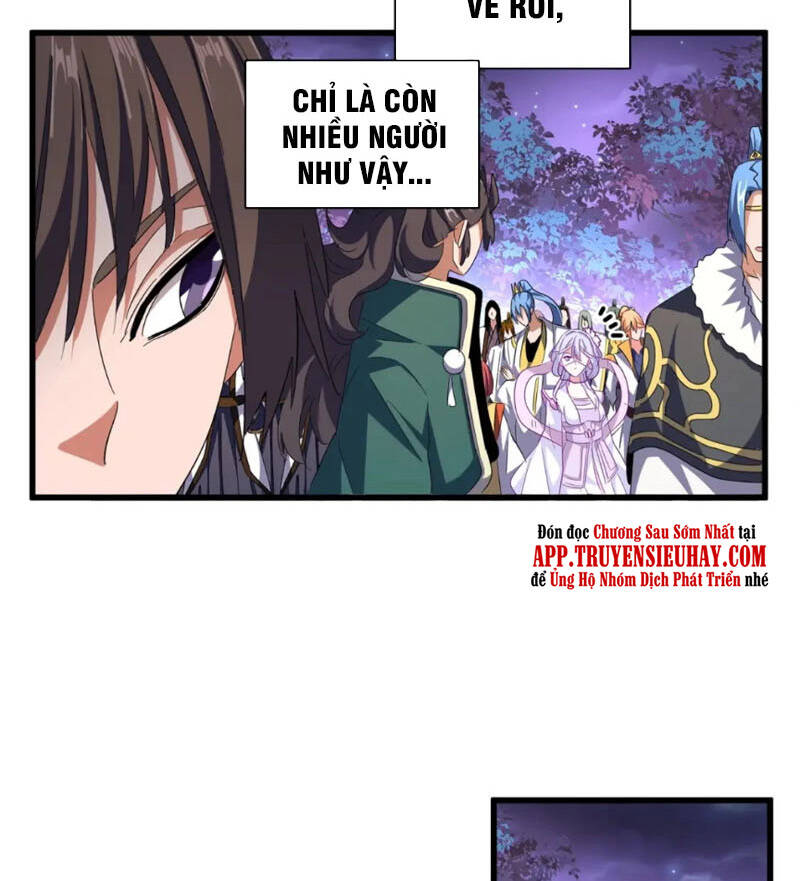 VỀ RỒI,
CHỈ LÀ CÒN
NHIỀU NGƯỜI
NHƯ VẬY...
Đón đọc Chương Sau Sớm Nhất tại
APP.TRUYENSIEUHAY.COM
để Ủng Hộ Nhóm Dịch Phát Triển nhé